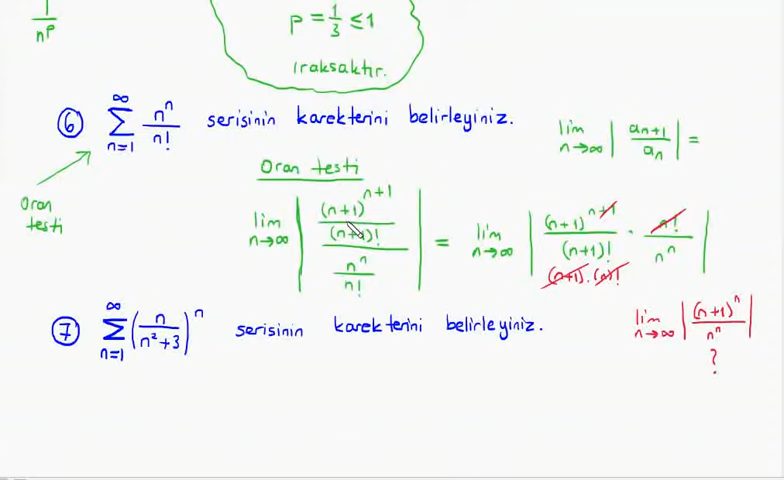 1/n^p
p = 1/3 ≤ 1
ıraksaktır.
⑥ ∑_{n=1}^{∞} n^n/n! serisinin karekterini belirleyiniz.
lim_{n→∞} |a_{n+1}/a_n| =
Oran testi
Oran testi
lim_{n→∞} |((n+1)^{n+1}/(n+1)!)/(n^n/n!)| = lim_{n→∞} |(n+1)^{n+1}/(n+1)! · n!/n^n|
(n+1).(n)!
⑦ ∑_{n=1}^{∞} (n/(n²+3))^n serisinin karekterini belirleyiniz.
lim_{n→∞} |(n+1)^n/n^n|
?